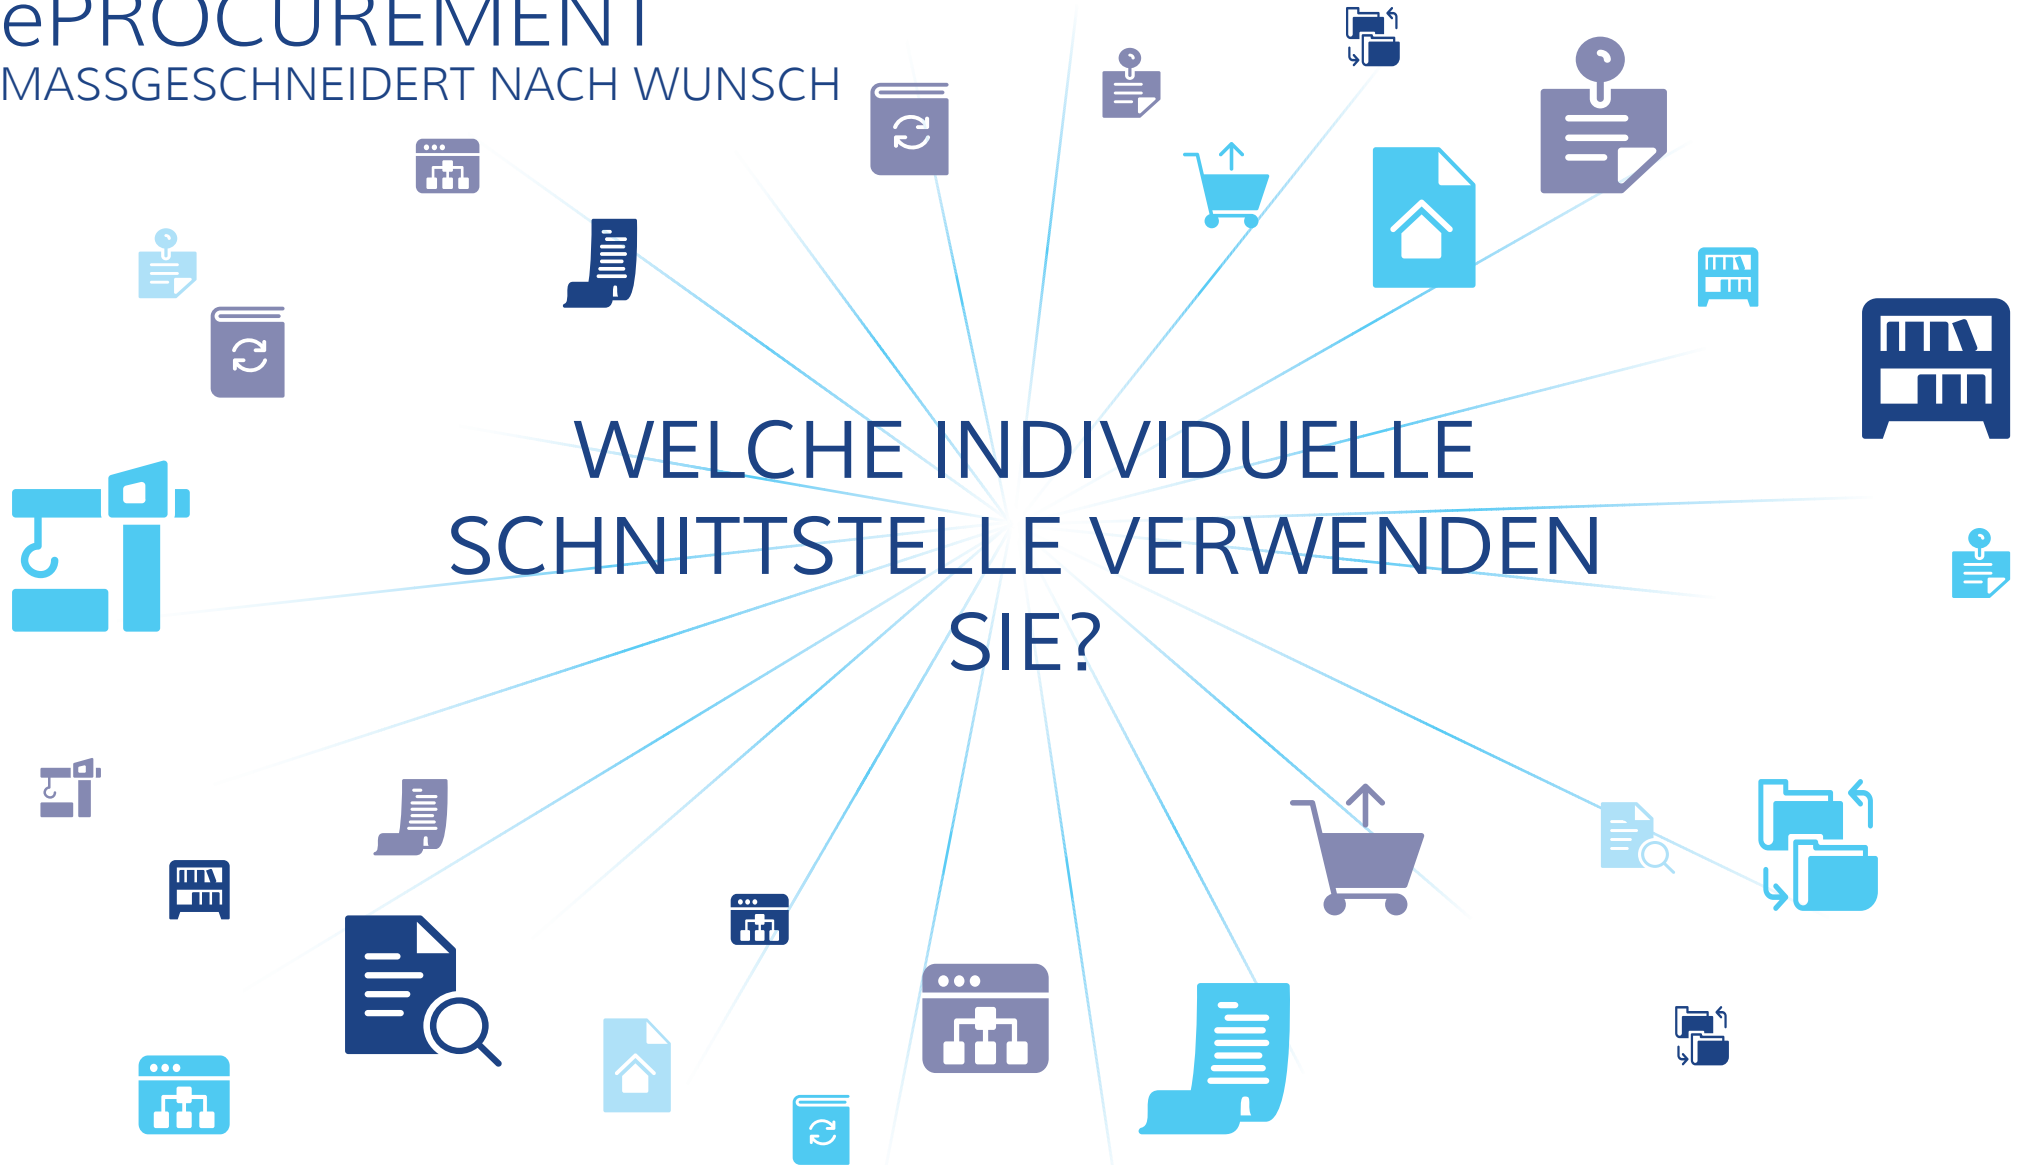 ePROCUREMENT
MASSGESCHNEIDERT NACH WUNSCH
WELCHE INDIVIDUELLE
SCHNITTSTELLE VERWENDEN
SIE?